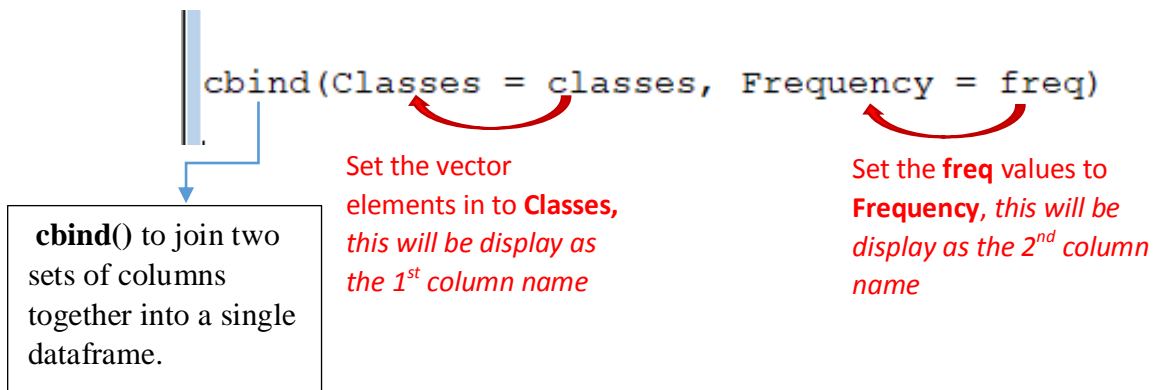 cbind(Classes = classes, Frequency = freq)
Set the vector
elements in to Classes,
this will be display as
the 1st column name
Set the freq values to
Frequency, this will be
display as the 2nd column
name
cbind() to join two
sets of columns
together into a single
dataframe.